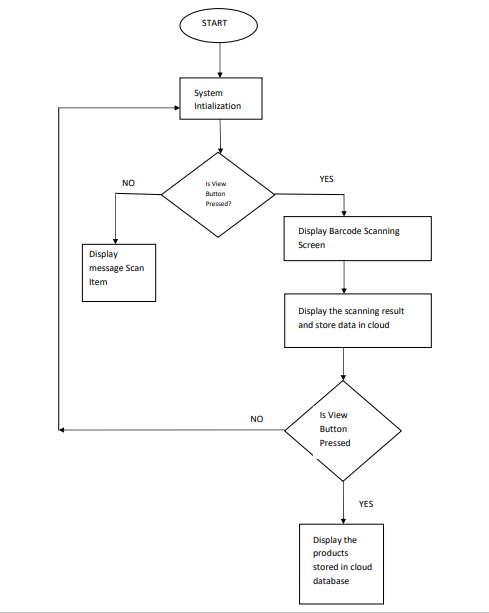 START
System
Intialization
Is View
Button
Pressed?
NO
YES
Display
message Scan
Item
Display Barcode Scanning
Screen
Display the scanning result
and store data in cloud
Is View
Button
Pressed
NO
YES
Display the
products
stored in cloud
database